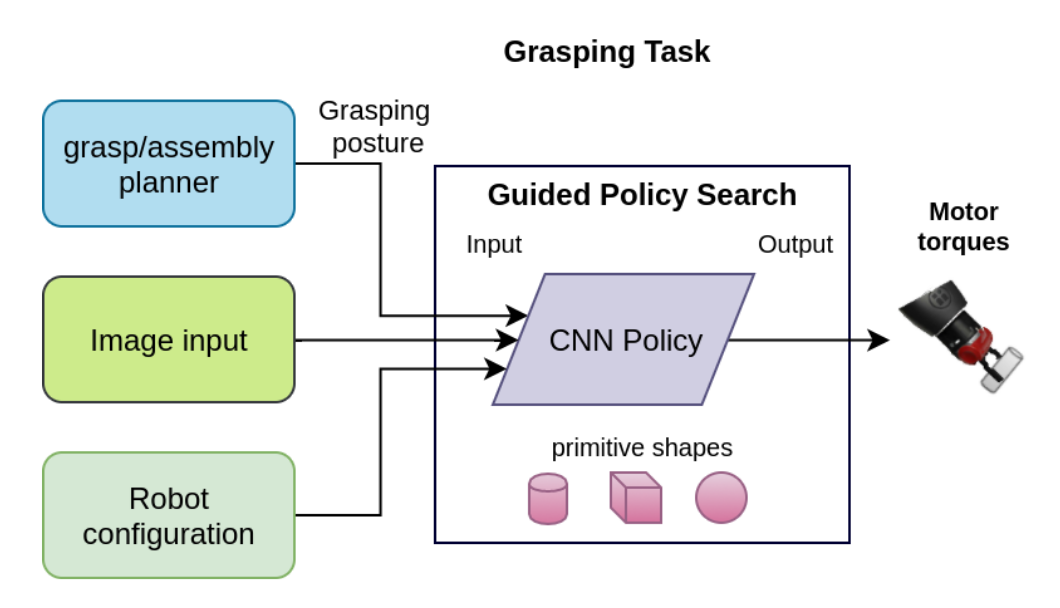 Grasping Task
grasp/assembly
planner
Grasping
posture
Guided Policy Search
Input
Output
Motor
torques
Image input
CNN Policy
primitive shapes
Robot
configuration